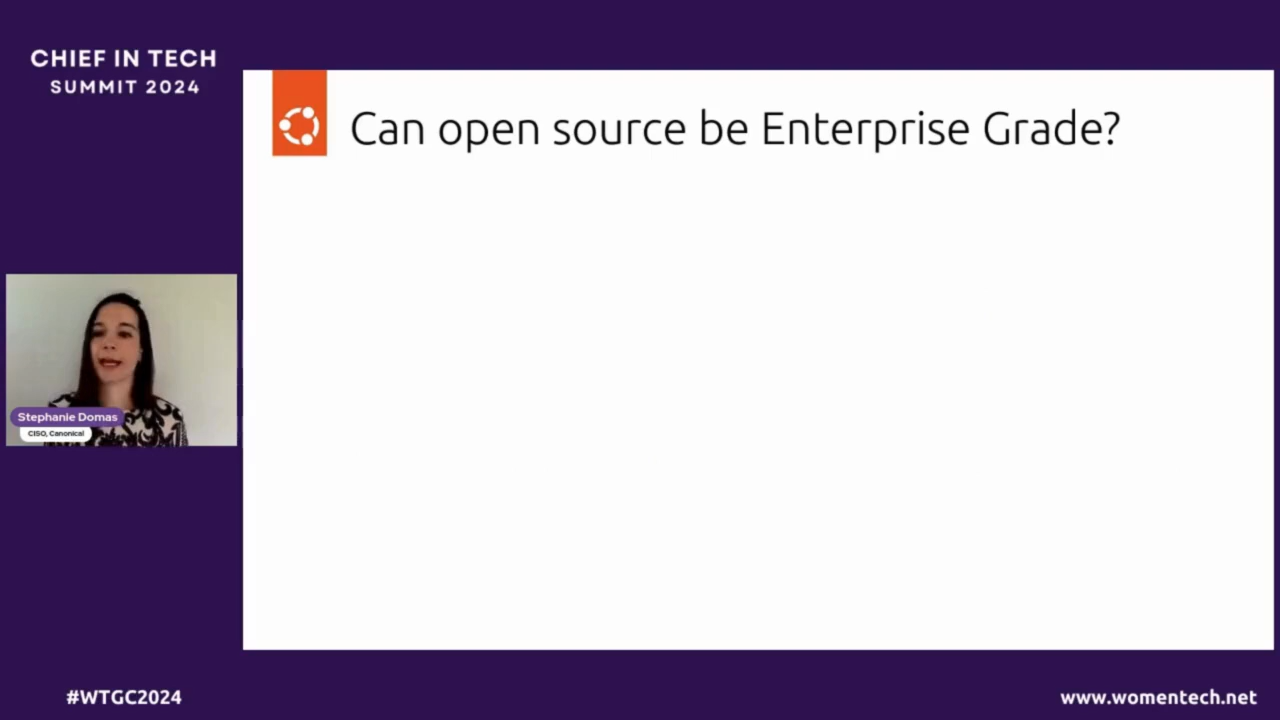 CHIEF IN TECH
SUMMIT 2024
Can open source be Enterprise Grade?
Stephanie Domas
CISO, Canonical
#WTGC2024
www.womentech.net